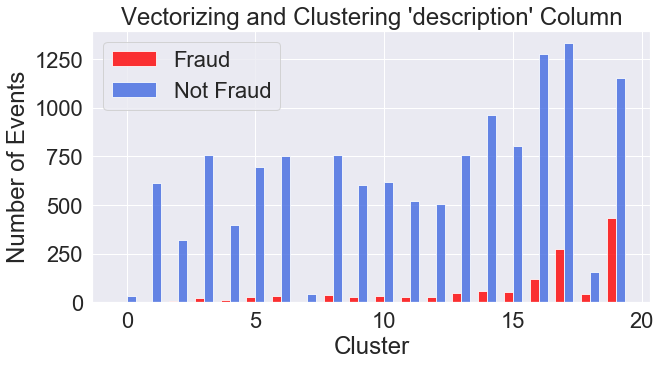 Vectorizing and Clustering 'description' Column
Fraud
Not Fraud
Number of Events
1250
1000
750
500
250
0
0 5 10 15 20
Cluster